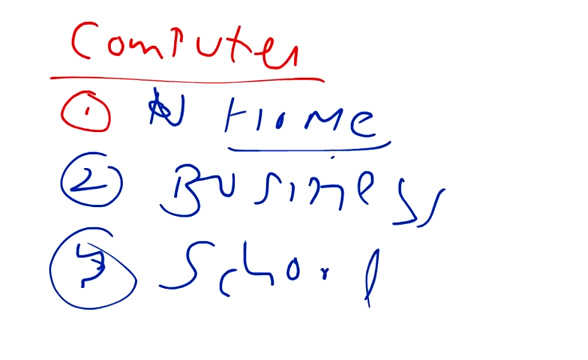 Computer
① Home
② Business
③ School